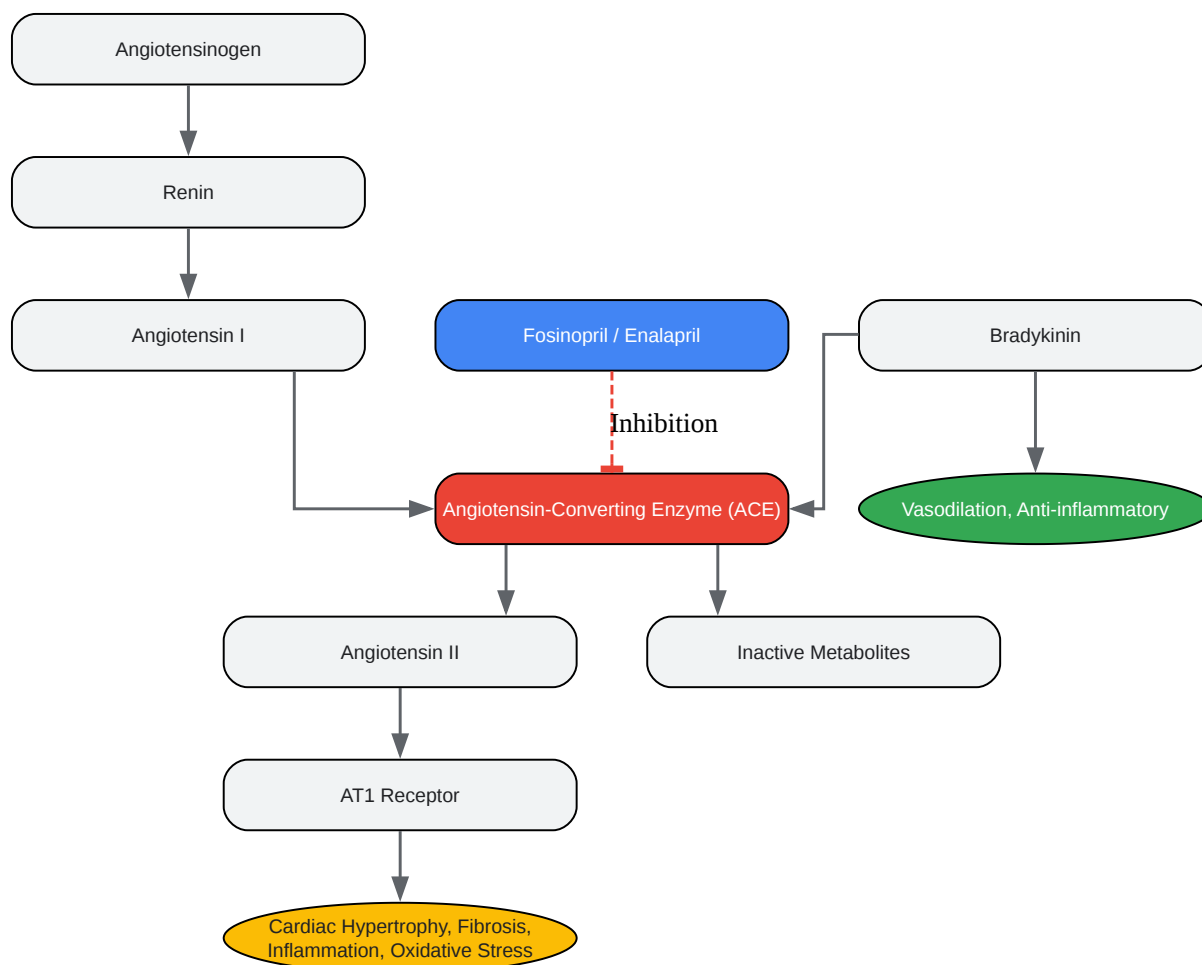 Angiotensinogen
Renin
Angiotensin I
Fosinopril / Enalapril
Bradykinin
Inhibition
Angiotensin-Converting Enzyme (ACE)
Vasodilation, Anti-inflammatory
Angiotensin II
Inactive Metabolites
AT1 Receptor
Cardiac Hypertrophy, Fibrosis,
Inflammation, Oxidative Stress